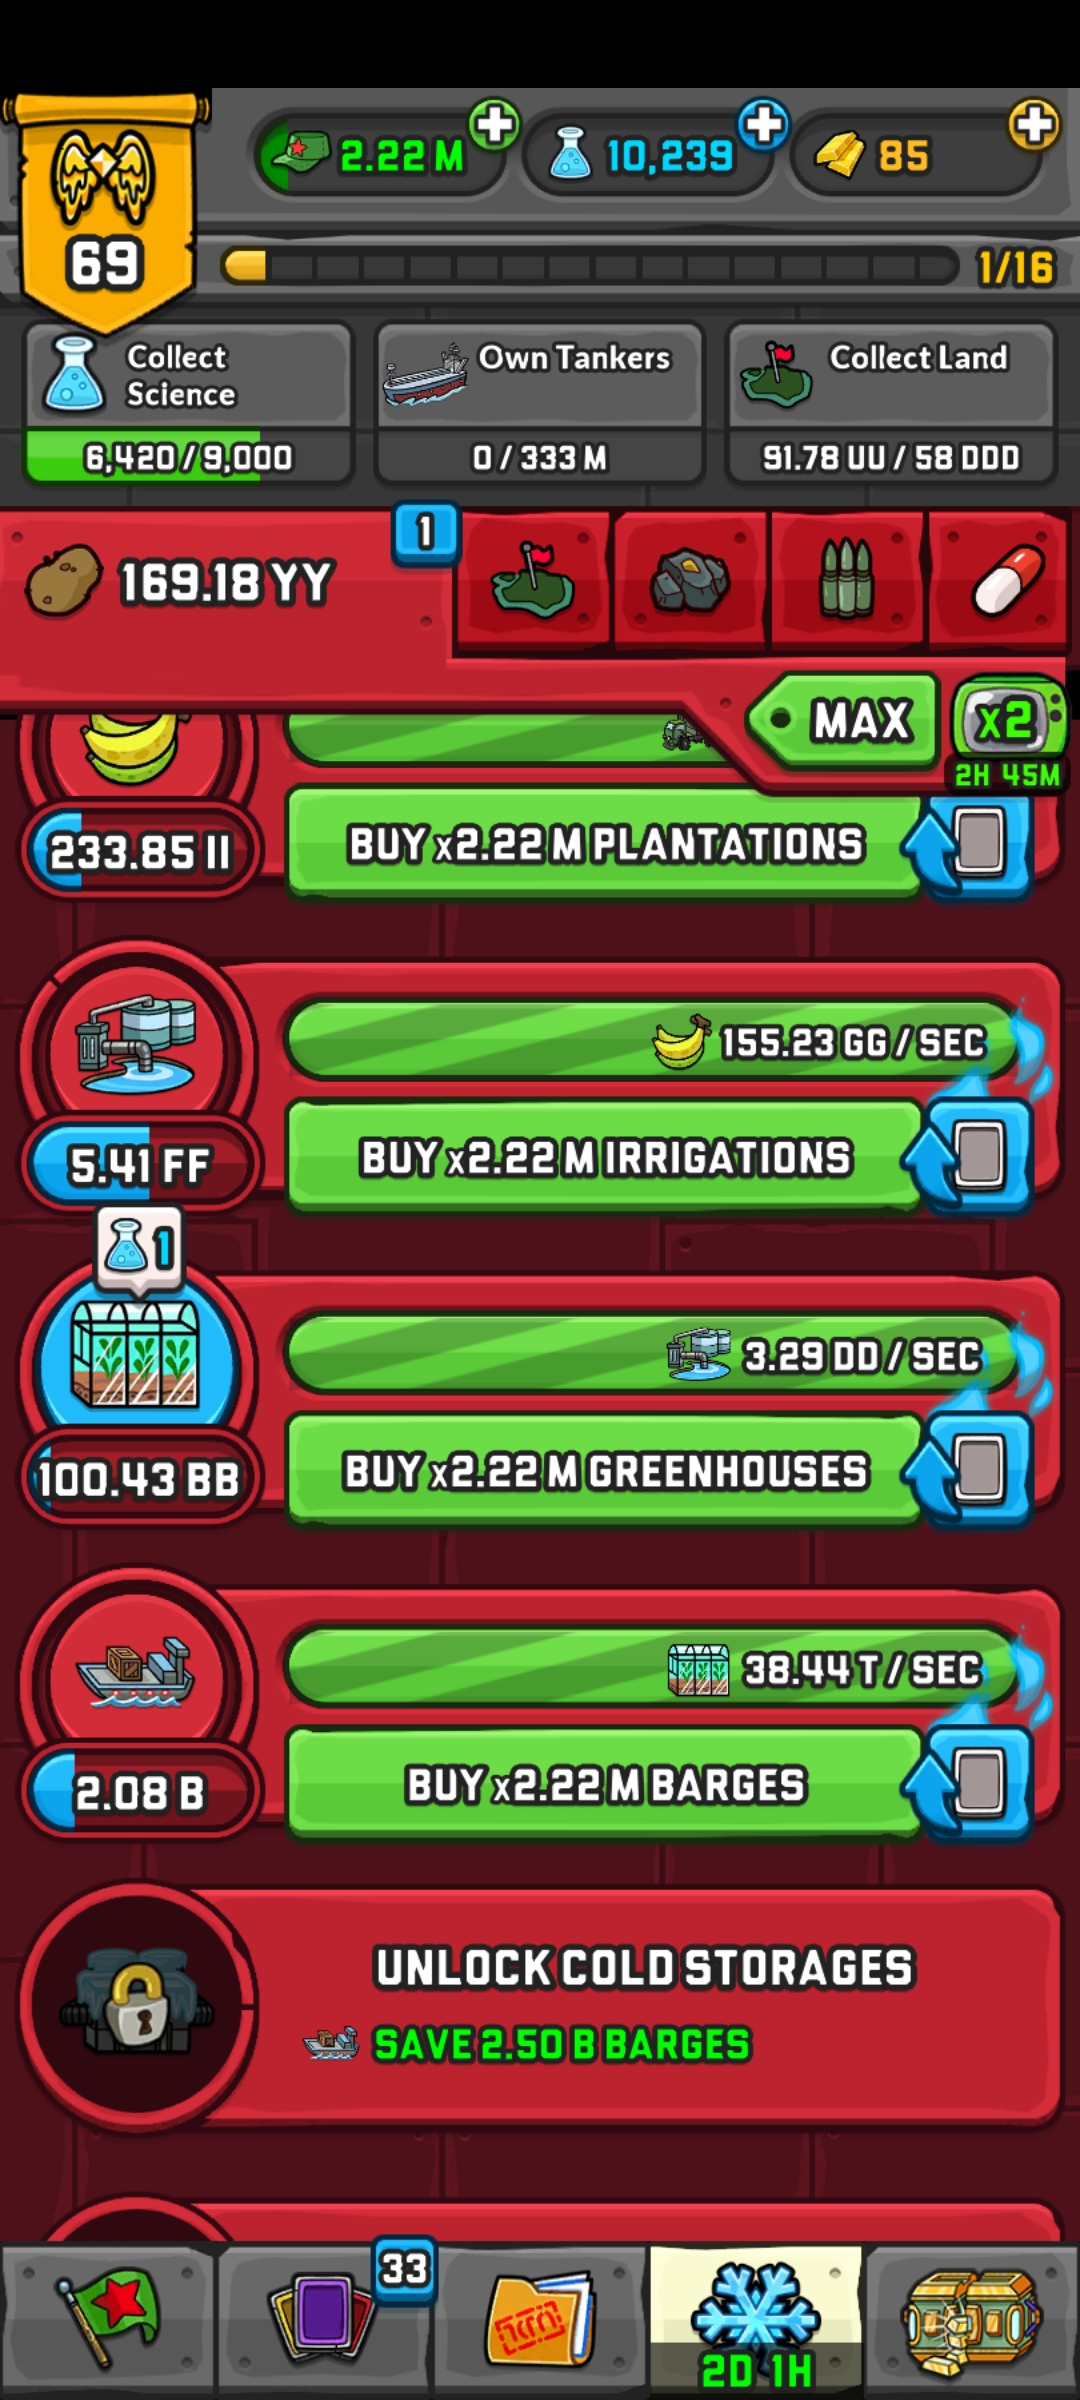 2.22 M
10,239
85
69
1/16
Collect
Science
6,420/9,000
Own Tankers
0/333 M
Collect Land
91.78 UU/58 DDD
169.18 YY
1
MAX
x2
2H 45M
233.85 II
BUY x2.22 M PLANTATIONS
155.23 GG/SEC
5.41 FF
BUY x2.22 M IRRIGATIONS
1
3.29 DD/SEC
100.43 BB
BUY x2.22 M GREENHOUSES
38.44 T/SEC
2.08 B
BUY x2.22 M BARGES
UNLOCK COLD STORAGES
SAVE 2.50 B BARGES
33
2D 1H